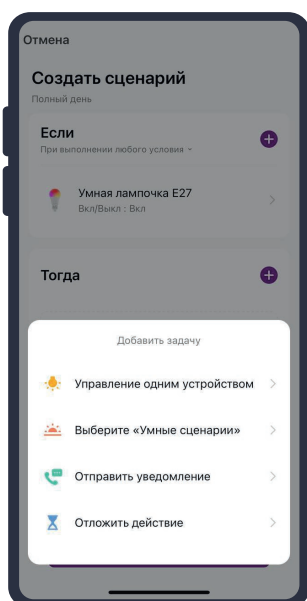 Отмена
Создать сценарий
Полный день
Если
При выполнении любого условия
Умная лампочка E27
Вкл/Выкл : Вкл
Тогда
Добавить задачу
Управление одним устройством
Выберите «Умные сценарии»
Отправить уведомление
Отложить действие